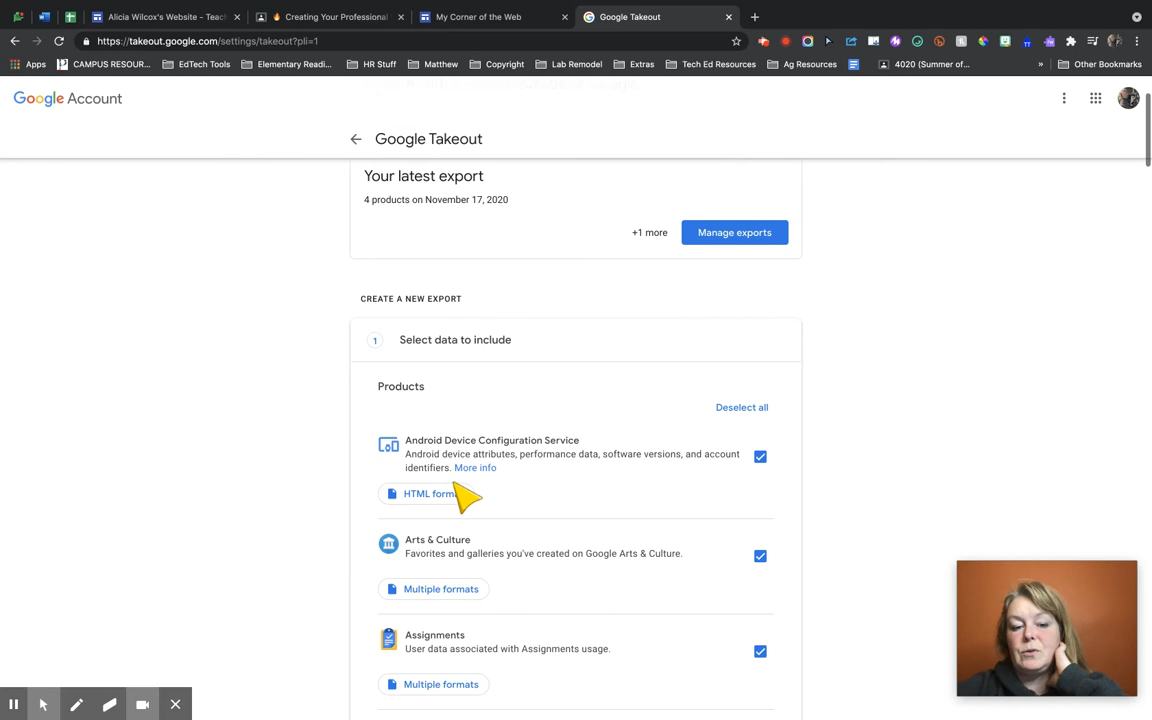 Alicia Wilcox's Website - Teac
Creating Your Professional
My Corner of the Web
Google Takeout
https://takeout.google.com/settings/takeout?pli=1
Apps
CAMPUS RESOUR...
EdTech Tools
Elementary Readi...
HR Stuff
Matthew
Copyright
Lab Remodel
Extras
Tech Ed Resources
Ag Resources
4020 (Summer of...
»
Other Bookmarks
Google Account
Google Takeout
Your latest export
4 products on November 17, 2020
+1 more
Manage exports
CREATE A NEW EXPORT
1 Select data to include
Products
Deselect all
Android Device Configuration Service
Android device attributes, performance data, software versions, and account
identifiers. More info
HTML form
Arts & Culture
Favorites and galleries you've created on Google Arts & Culture.
Multiple formats
Assignments
User data associated with Assignments usage.
Multiple formats